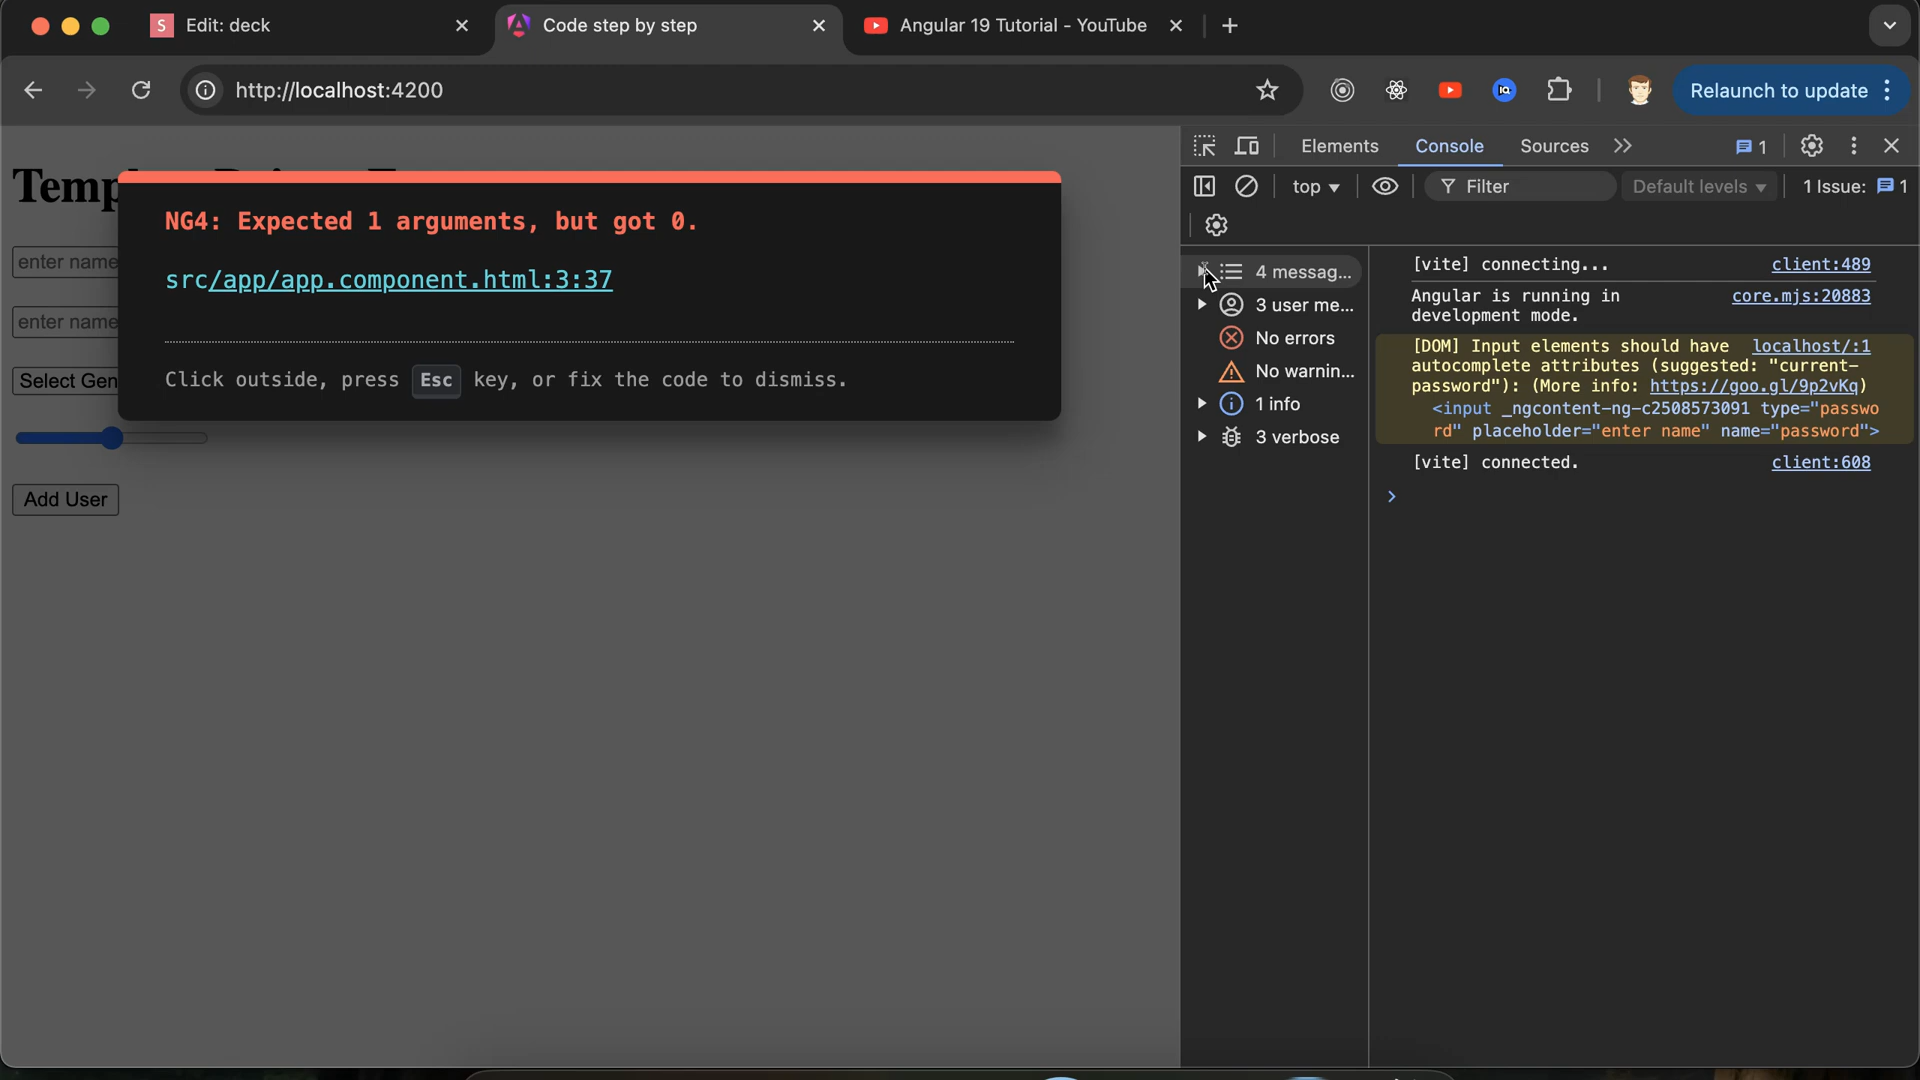 S Edit: deck
Code step by step
Angular 19 Tutorial - YouTube
http://localhost:4200
IQ
Relaunch to update
Elements
Console
Sources
1
top
Filter
Default levels
1 Issue:
1
NG4: Expected 1 arguments, but got 0.
src/app/app.component.html:3:37
Click outside, press Esc key, or fix the code to dismiss.
enter name
enter name
Select Gen
Add User
4 messag...
3 user me...
No errors
No warnin...
1 info
3 verbose
[vite] connecting... client:489
Angular is running in core.mjs:20883
development mode.
[DOM] Input elements should have localhost/:1
autocomplete attributes (suggested: "current-
password"): (More info: https://goo.gl/9p2vKq)
<input _ngcontent-ng-c2508573091 type="passwo
rd" placeholder="enter name" name="password">
[vite] connected. client:608